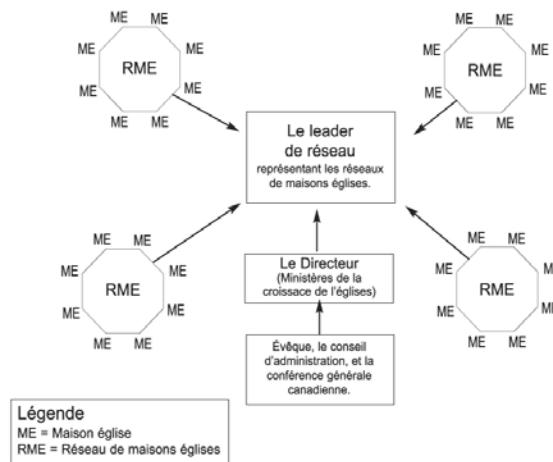 ME ME
ME ME
RME
ME ME
ME ME
ME ME
ME ME
RME
ME ME
ME ME
Le leader
de réseau
représentant les réseaux
de maisons églises.
ME ME
ME ME
RME
ME ME
ME ME
ME ME
ME ME
RME
ME ME
ME ME
Le Directeur
(Ministères de la
croissace de l'églises)
Évêque, le conseil
d'administration, et la
conférence générale
canadienne.
Légende
ME = Maison église
RME = Réseau de maisons églises